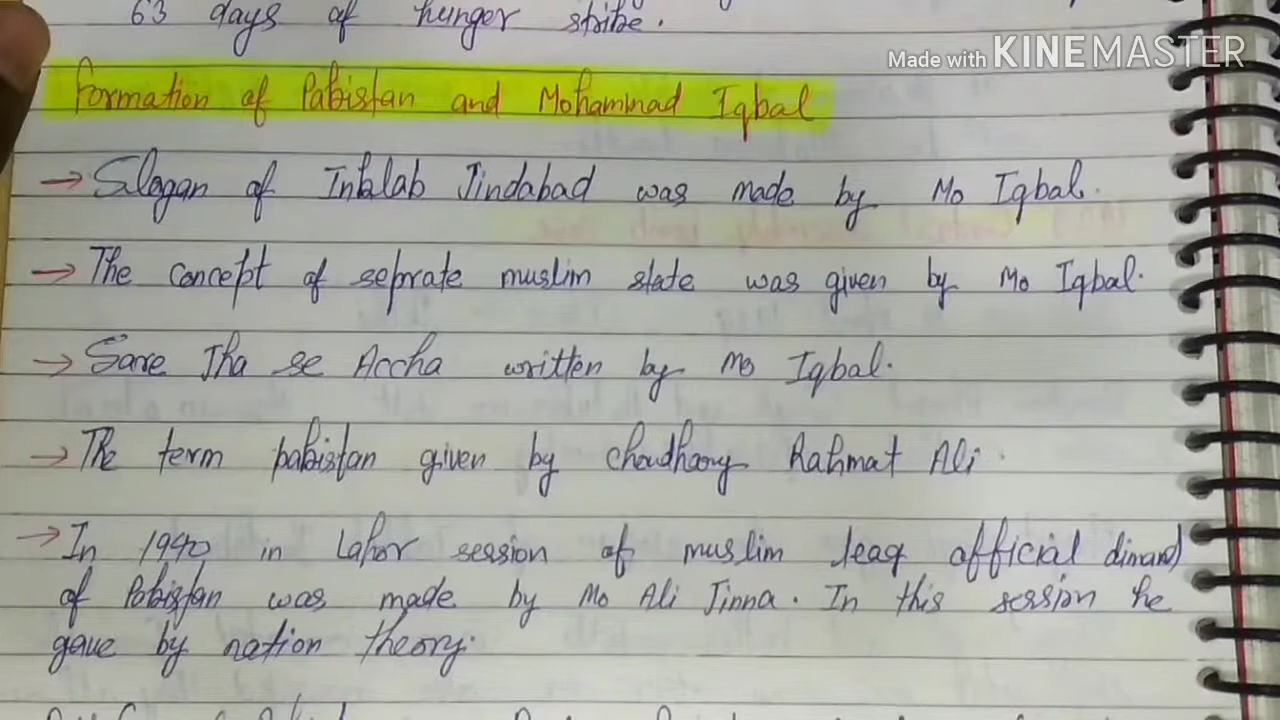 63 days of hunger strike.
Made with KINEMASTER
Formation of Pakistan and Mohammad Iqbal
→ Slogan of Inklab Jindabad was made by Mo Iqbal.
→ The concept of seprate muslim state was given by Mo Iqbal.
→ Sare Jha se Accha written by Mo Iqbal.
→ The term pakistan given by choudhary Rahmat Ali.
→ In 1940 in Lahor session of muslim leag official dimand
of Pakistan was made by Mo Ali Jinna. In this session he
gave by nation theory.